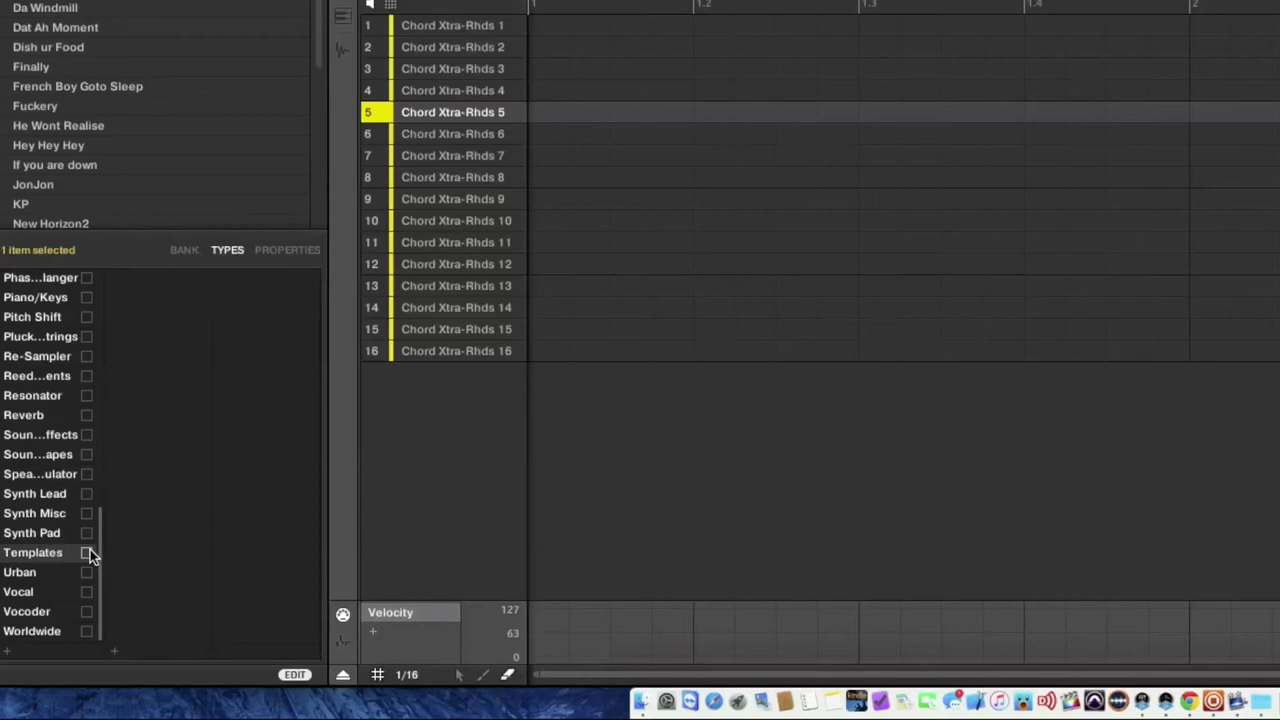 Da Windmill
Dat Ah Moment
Dish ur Food
Finally
French Boy Goto Sleep
Fuckery
He Wont Realise
Hey Hey Hey
If you are down
JonJon
KP
New Horizon2
1 item selected
BANK TYPES PROPERTIES
Phas...langer
Piano/Keys
Pitch Shift
Pluck...trings
Re-Sampler
Reed...ents
Resonator
Reverb
Soun...ffects
Soun...apes
Spea...ulator
Synth Lead
Synth Misc
Synth Pad
Templates
Urban
Vocal
Vocoder
Worldwide
+ +
EDIT
1 1.2 1.3 1.4 2
1 Chord Xtra-Rhds 1
2 Chord Xtra-Rhds 2
3 Chord Xtra-Rhds 3
4 Chord Xtra-Rhds 4
5 Chord Xtra-Rhds 5
6 Chord Xtra-Rhds 6
7 Chord Xtra-Rhds 7
8 Chord Xtra-Rhds 8
9 Chord Xtra-Rhds 9
10 Chord Xtra-Rhds 10
11 Chord Xtra-Rhds 11
12 Chord Xtra-Rhds 12
13 Chord Xtra-Rhds 13
14 Chord Xtra-Rhds 14
15 Chord Xtra-Rhds 15
16 Chord Xtra-Rhds 16
Velocity 127
+ 63
0
1/16
kindle